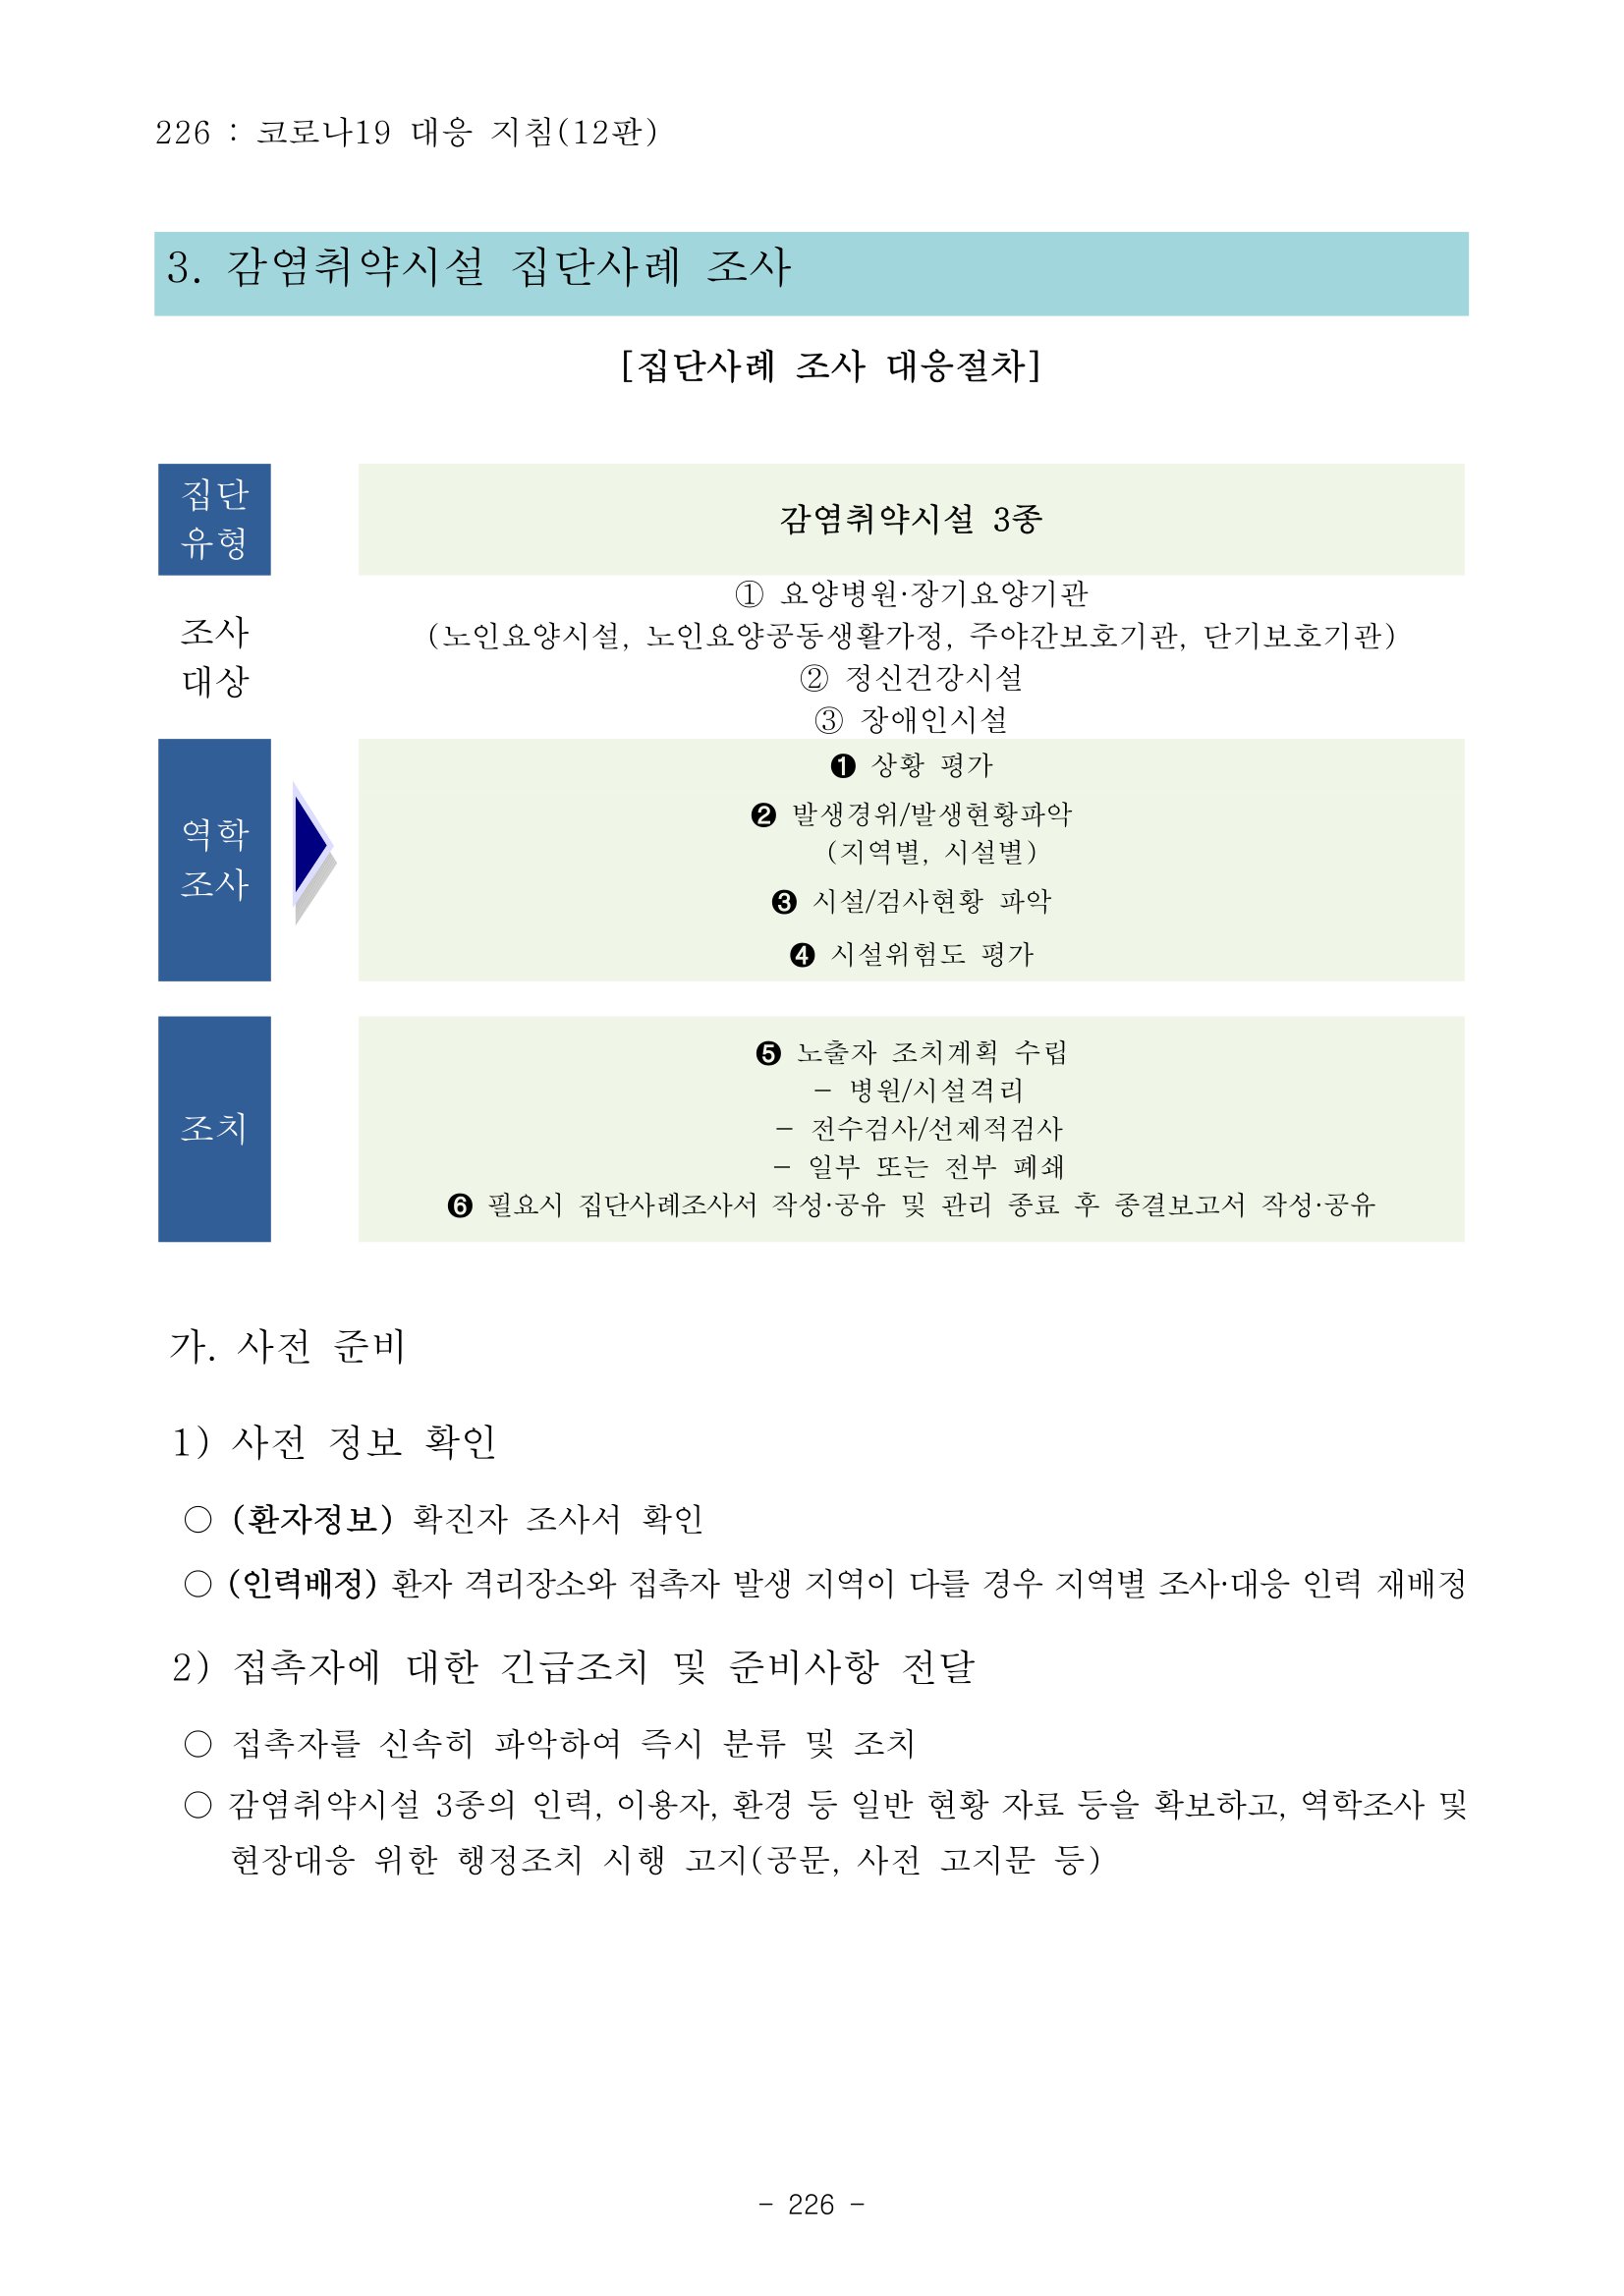 226 : 코로나19 대응 지침(12판)
3. 감염취약시설 집단사례 조사
[집단사례 조사 대응절차]
집단
유형
감염취약시설 3종
조사
대상
① 요양병원·장기요양기관
(노인요양시설, 노인요양공동생활가정, 주야간보호기관, 단기보호기관)
② 정신건강시설
③ 장애인시설
역학
조사
❶ 상황 평가
❷ 발생경위/발생현황파악
(지역별, 시설별)
❸ 시설/검사현황 파악
❹ 시설위험도 평가
조치
❺ 노출자 조치계획 수립
- 병원/시설격리
- 전수검사/선제적검사
- 일부 또는 전부 폐쇄
❻ 필요시 집단사례조사서 작성·공유 및 관리 종료 후 종결보고서 작성·공유
가. 사전 준비
1) 사전 정보 확인
○ (환자정보) 확진자 조사서 확인
○ (인력배정) 환자 격리장소와 접촉자 발생 지역이 다를 경우 지역별 조사·대응 인력 재배정
2) 접촉자에 대한 긴급조치 및 준비사항 전달
○ 접촉자를 신속히 파악하여 즉시 분류 및 조치
○ 감염취약시설 3종의 인력, 이용자, 환경 등 일반 현황 자료 등을 확보하고, 역학조사 및
현장대응 위한 행정조치 시행 고지(공문, 사전 고지문 등)
- 226 -